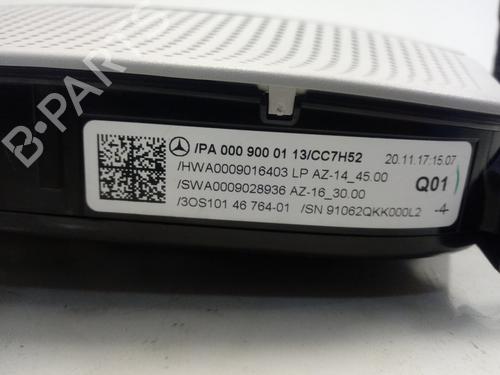 B-PARTS
/PA 000 900 01 13/CC7H52 20.11.17:15.07
/HWA0009016403 LP AZ-14_45.00 Q01
/SWA0009028936 AZ-16_30.00
/3OS101 46 764-01 /SN 91062QKK000L2 -4